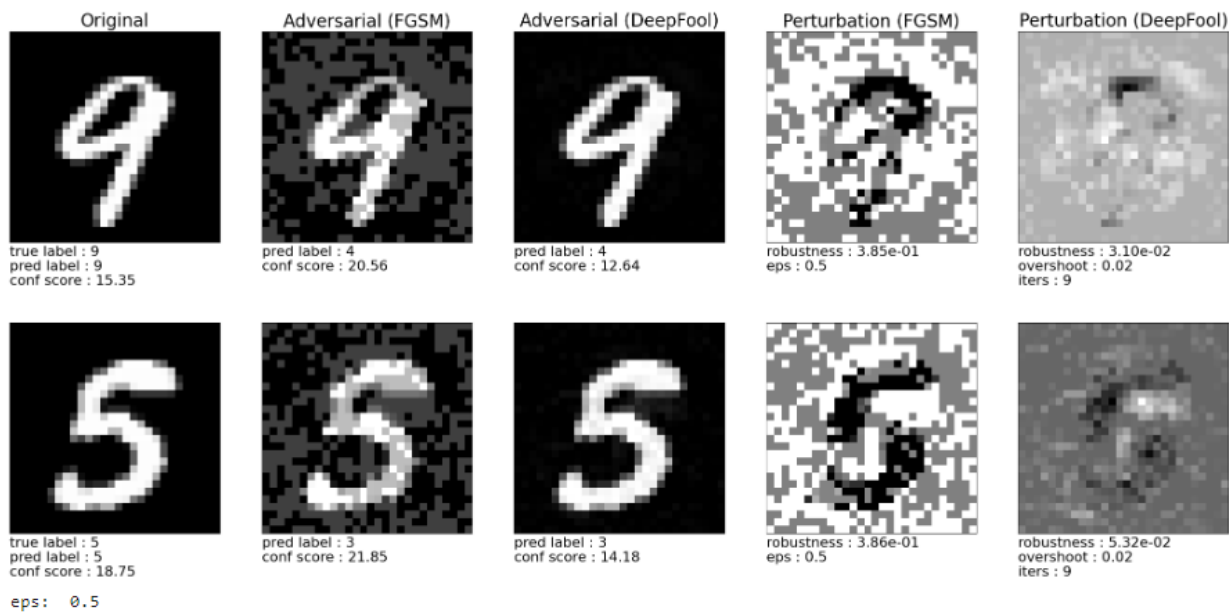 Original
Adversarial (FGSM)
Adversarial (DeepFool)
Perturbation (FGSM)
Perturbation (DeepFool)
true label : 9
pred label : 9
conf score : 15.35
pred label : 4
conf score : 20.56
pred label : 4
conf score : 12.64
robustness : 3.85e-01
eps : 0.5
robustness : 3.10e-02
overshoot : 0.02
iters : 9
true label : 5
pred label : 5
conf score : 18.75
pred label : 3
conf score : 21.85
pred label : 3
conf score : 14.18
robustness : 3.86e-01
eps : 0.5
robustness : 5.32e-02
overshoot : 0.02
iters : 9
eps:  0.5